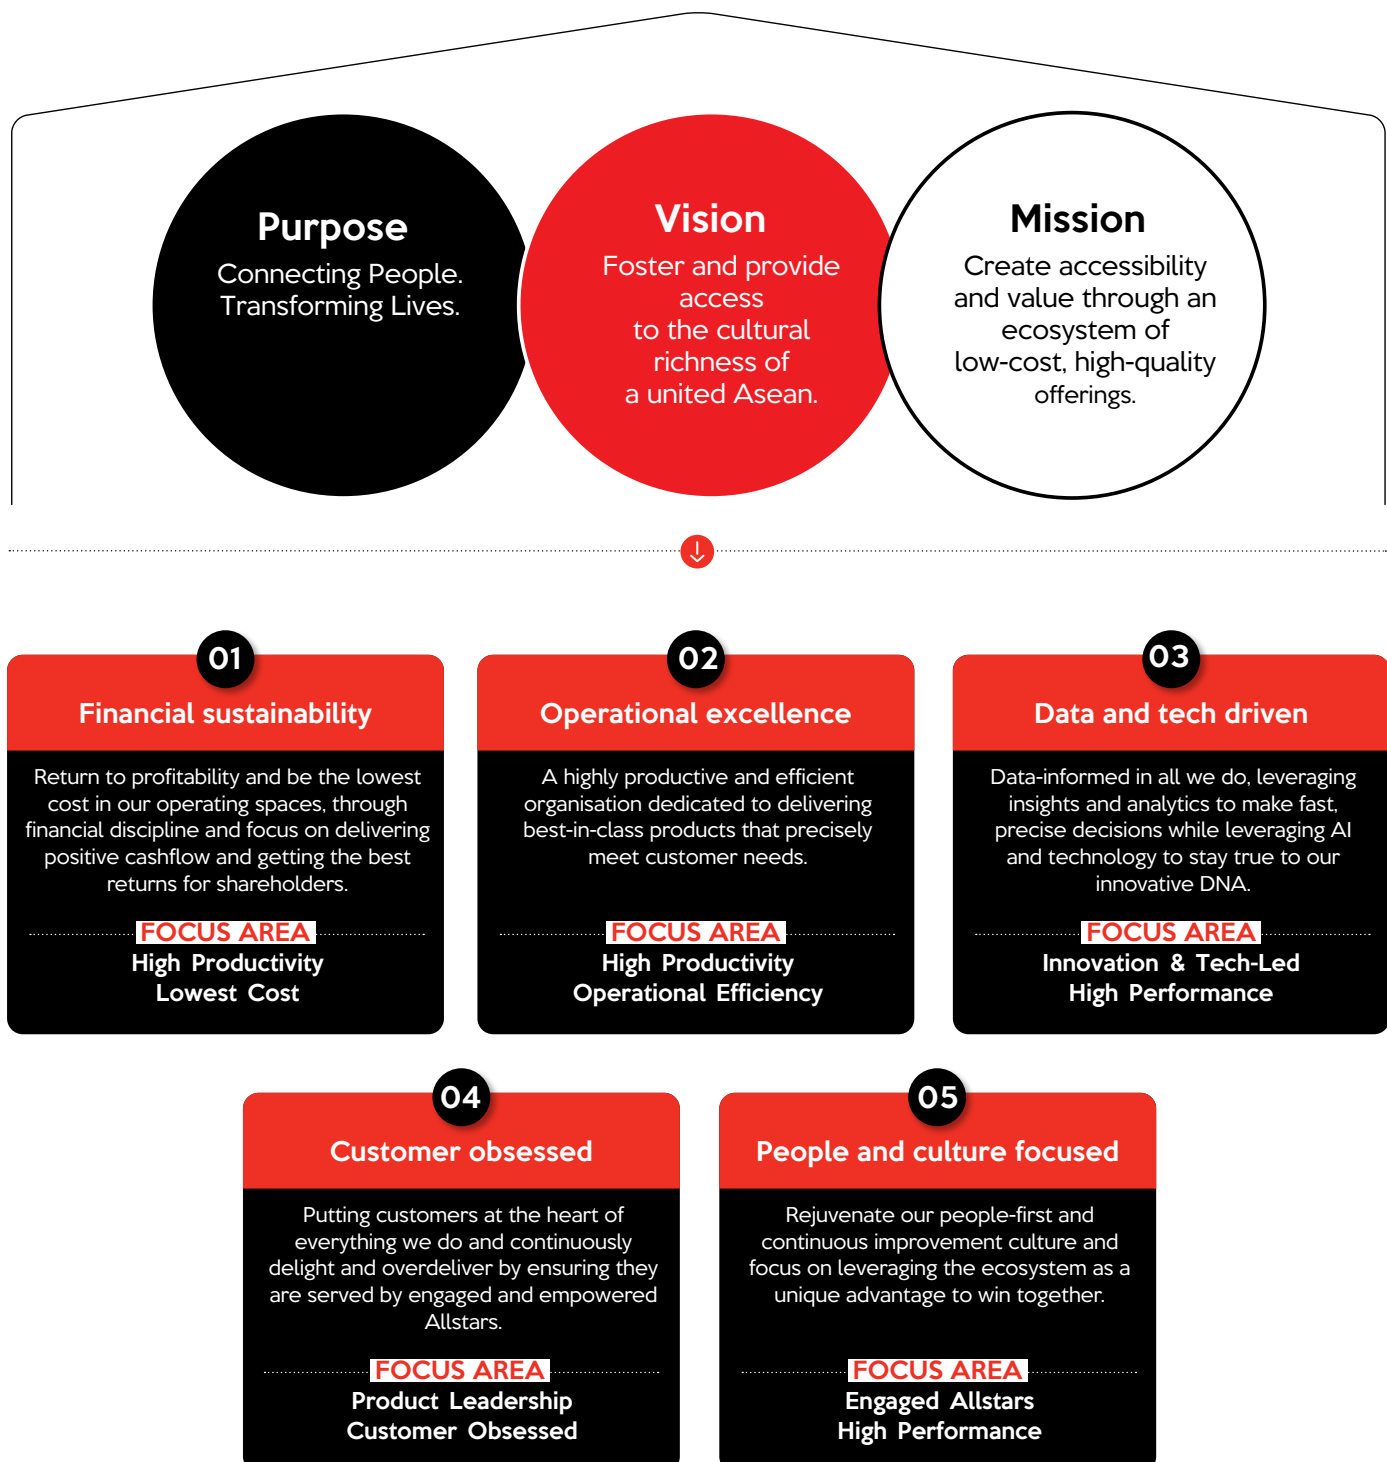 Purpose
Connecting People.
Transforming Lives.
Vision
Foster and provide
access
to the cultural
richness of
a united Asean.
Mission
Create accessibility
and value through an
ecosystem of
low-cost, high-quality
offerings.
01
Financial sustainability
Return to profitability and be the lowest
cost in our operating spaces, through
financial discipline and focus on delivering
positive cashflow and getting the best
returns for shareholders.
FOCUS AREA
High Productivity
Lowest Cost
02
Operational excellence
A highly productive and efficient
organisation dedicated to delivering
best-in-class products that precisely
meet customer needs.
FOCUS AREA
High Productivity
Operational Efficiency
03
Data and tech driven
Data-informed in all we do, leveraging
insights and analytics to make fast,
precise decisions while leveraging AI
and technology to stay true to our
innovative DNA.
FOCUS AREA
Innovation & Tech-Led
High Performance
04
Customer obsessed
Putting customers at the heart of
everything we do and continuously
delight and overdeliver by ensuring they
are served by engaged and empowered
Allstars.
FOCUS AREA
Product Leadership
Customer Obsessed
05
People and culture focused
Rejuvenate our people-first and
continuous improvement culture and
focus on leveraging the ecosystem as a
unique advantage to win together.
FOCUS AREA
Engaged Allstars
High Performance